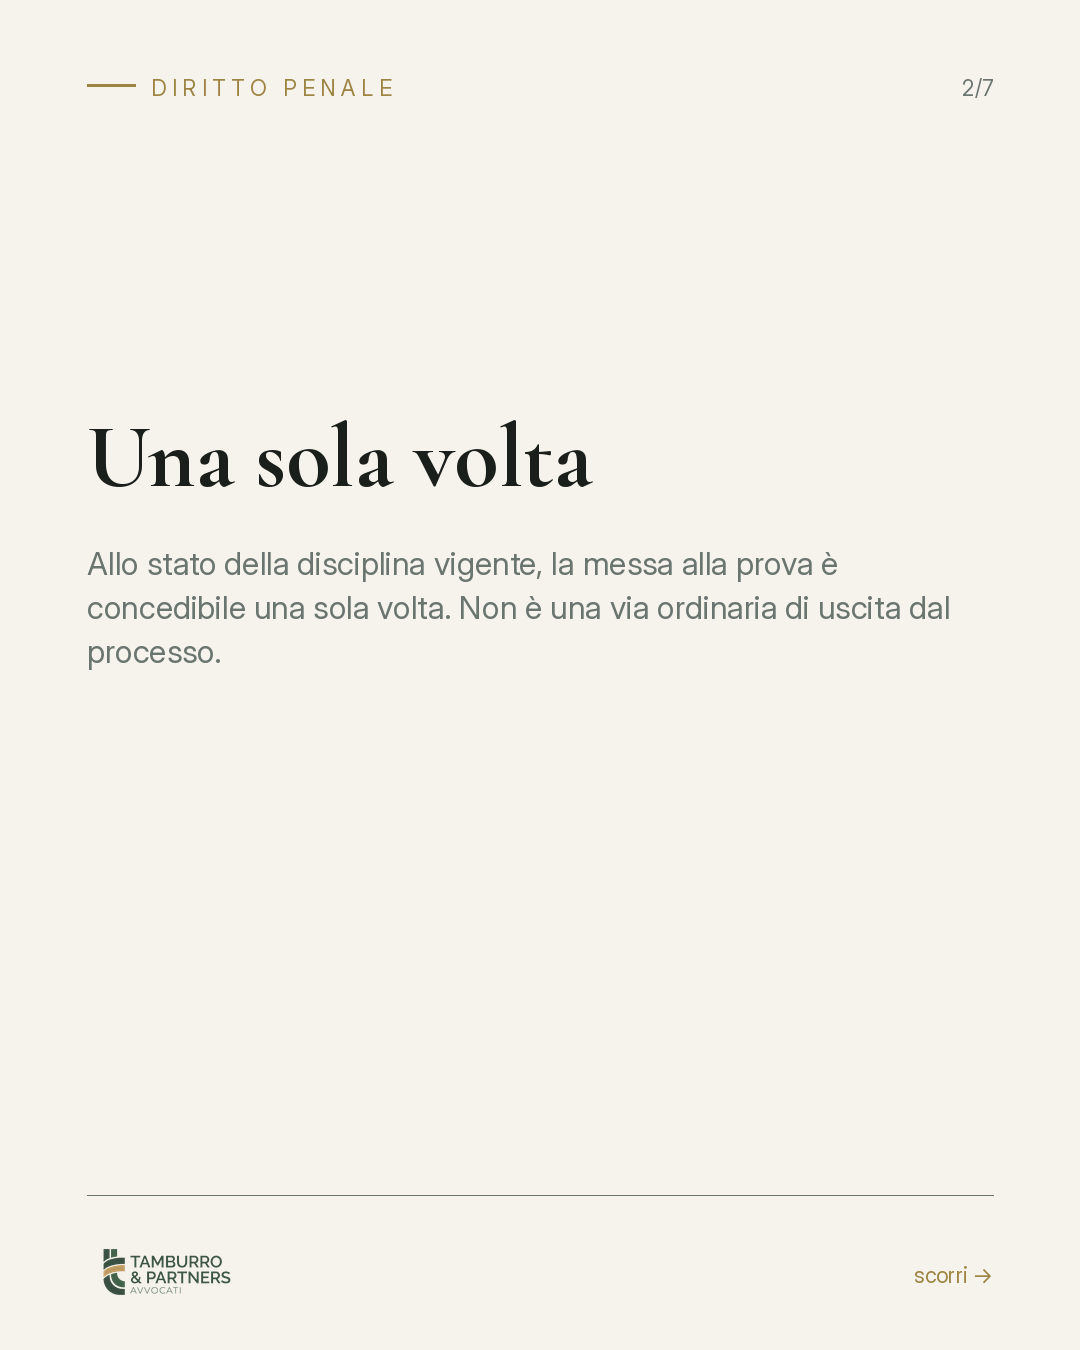 DIRITTO PENALE
2/7
Una sola volta
Allo stato della disciplina vigente, la messa alla prova è
concedibile una sola volta. Non è una via ordinaria di uscita dal
processo.
TAMBURRO
& PARTNERS
AVVOCATI
scorri →